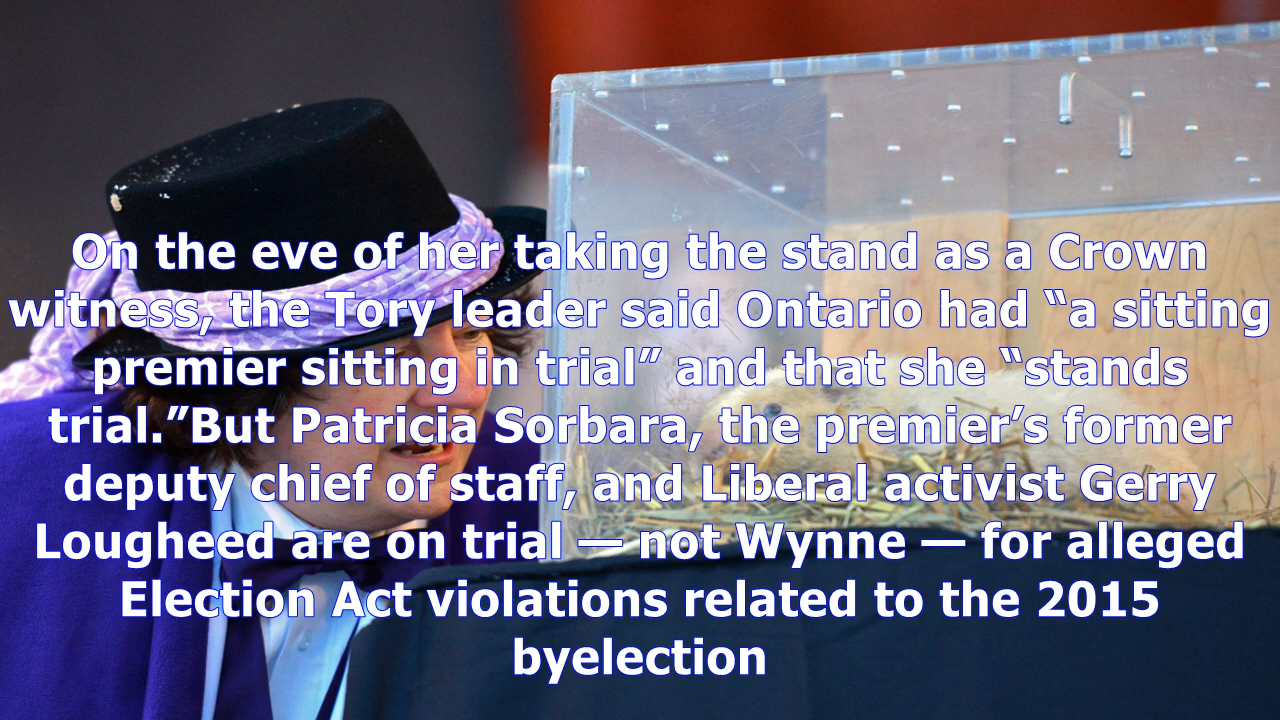 On the eve of her taking the stand as a Crown
witness, the Tory leader said Ontario had “a sitting
premier sitting in trial” and that she “stands
trial.”But Patricia Sorbara, the premier’s former
deputy chief of staff, and Liberal activist Gerry
Lougheed are on trial — not Wynne — for alleged
Election Act violations related to the 2015
byelection